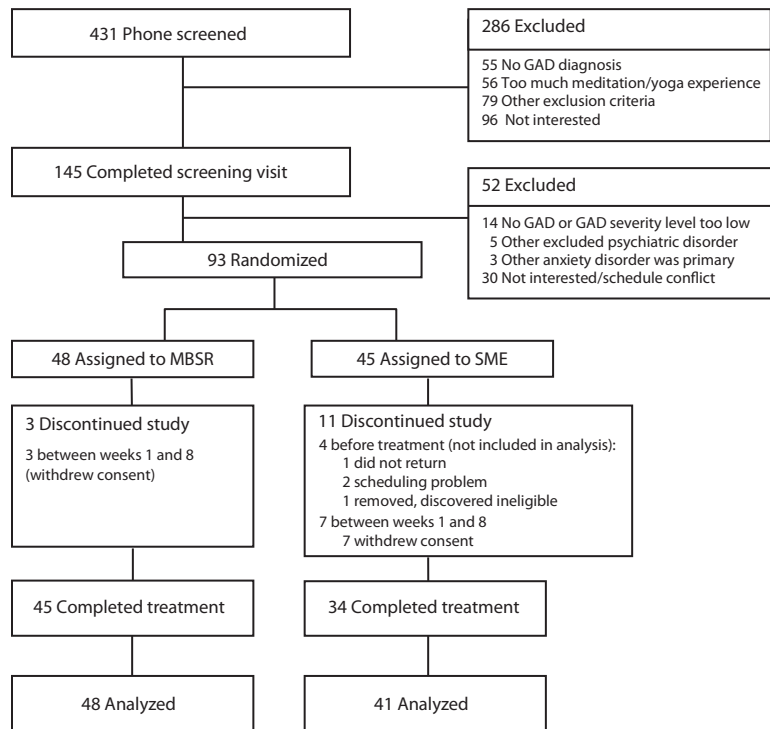 431 Phone screened
286 Excluded
55 No GAD diagnosis
56 Too much meditation/yoga experience
79 Other exclusion criteria
96 Not interested
145 Completed screening visit
52 Excluded
14 No GAD or GAD severity level too low
5 Other excluded psychiatric disorder
3 Other anxiety disorder was primary
30 Not interested/schedule conflict
93 Randomized
48 Assigned to MBSR
45 Assigned to SME
3 Discontinued study
3 between weeks 1 and 8
(withdrew consent)
11 Discontinued study
4 before treatment (not included in analysis):
1 did not return
2 scheduling problem
1 removed, discovered ineligible
7 between weeks 1 and 8
7 withdrew consent
45 Completed treatment
34 Completed treatment
48 Analyzed
41 Analyzed